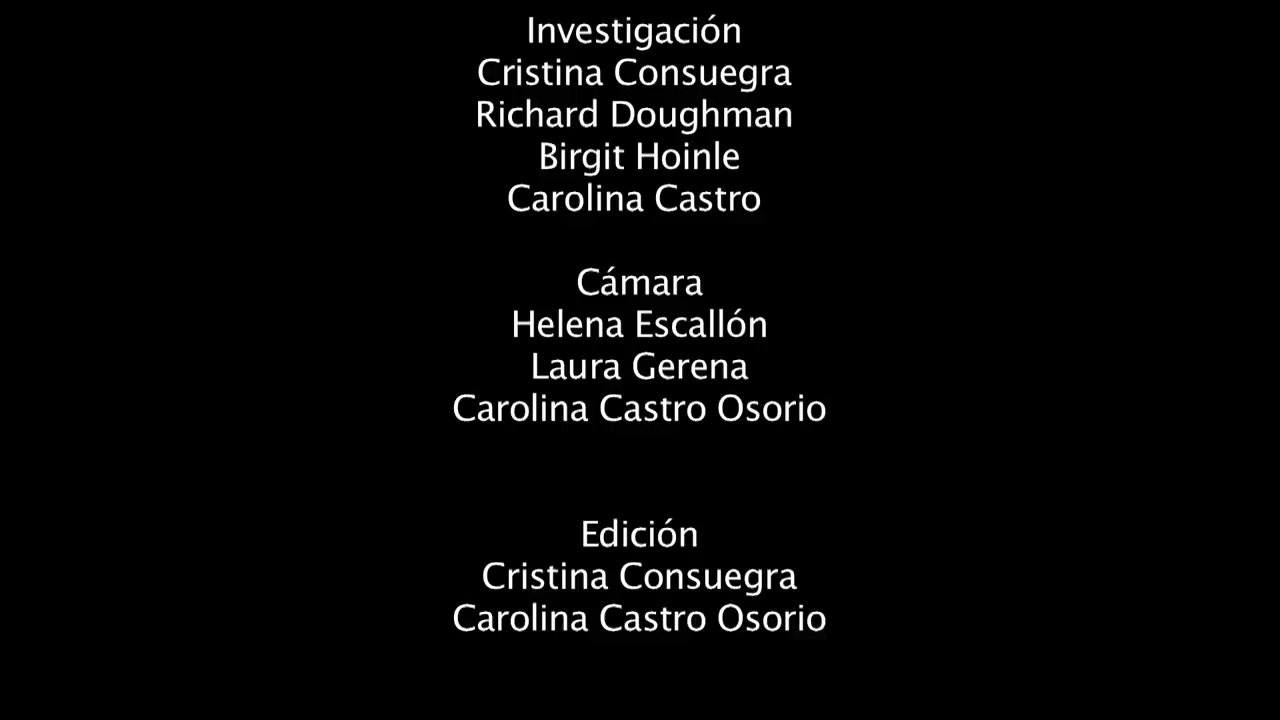 Investigación
Cristina Consuegra
Richard Doughman
Birgit Hoinle
Carolina Castro
Cámara
Helena Escallón
Laura Gerena
Carolina Castro Osorio
Edición
Cristina Consuegra
Carolina Castro Osorio